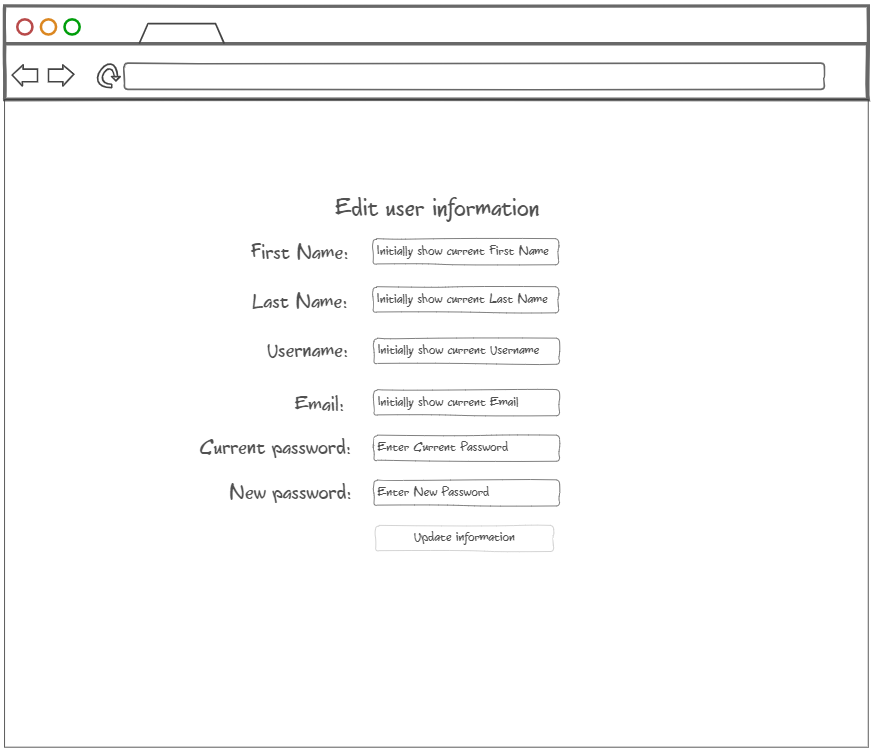 Edit user information
First Name: Initially show current First Name
Last Name: Initially show current Last Name
Username: Initially show current Username
Email: Initially show current Email
Current password: Enter Current Password
New password: Enter New Password
Update information